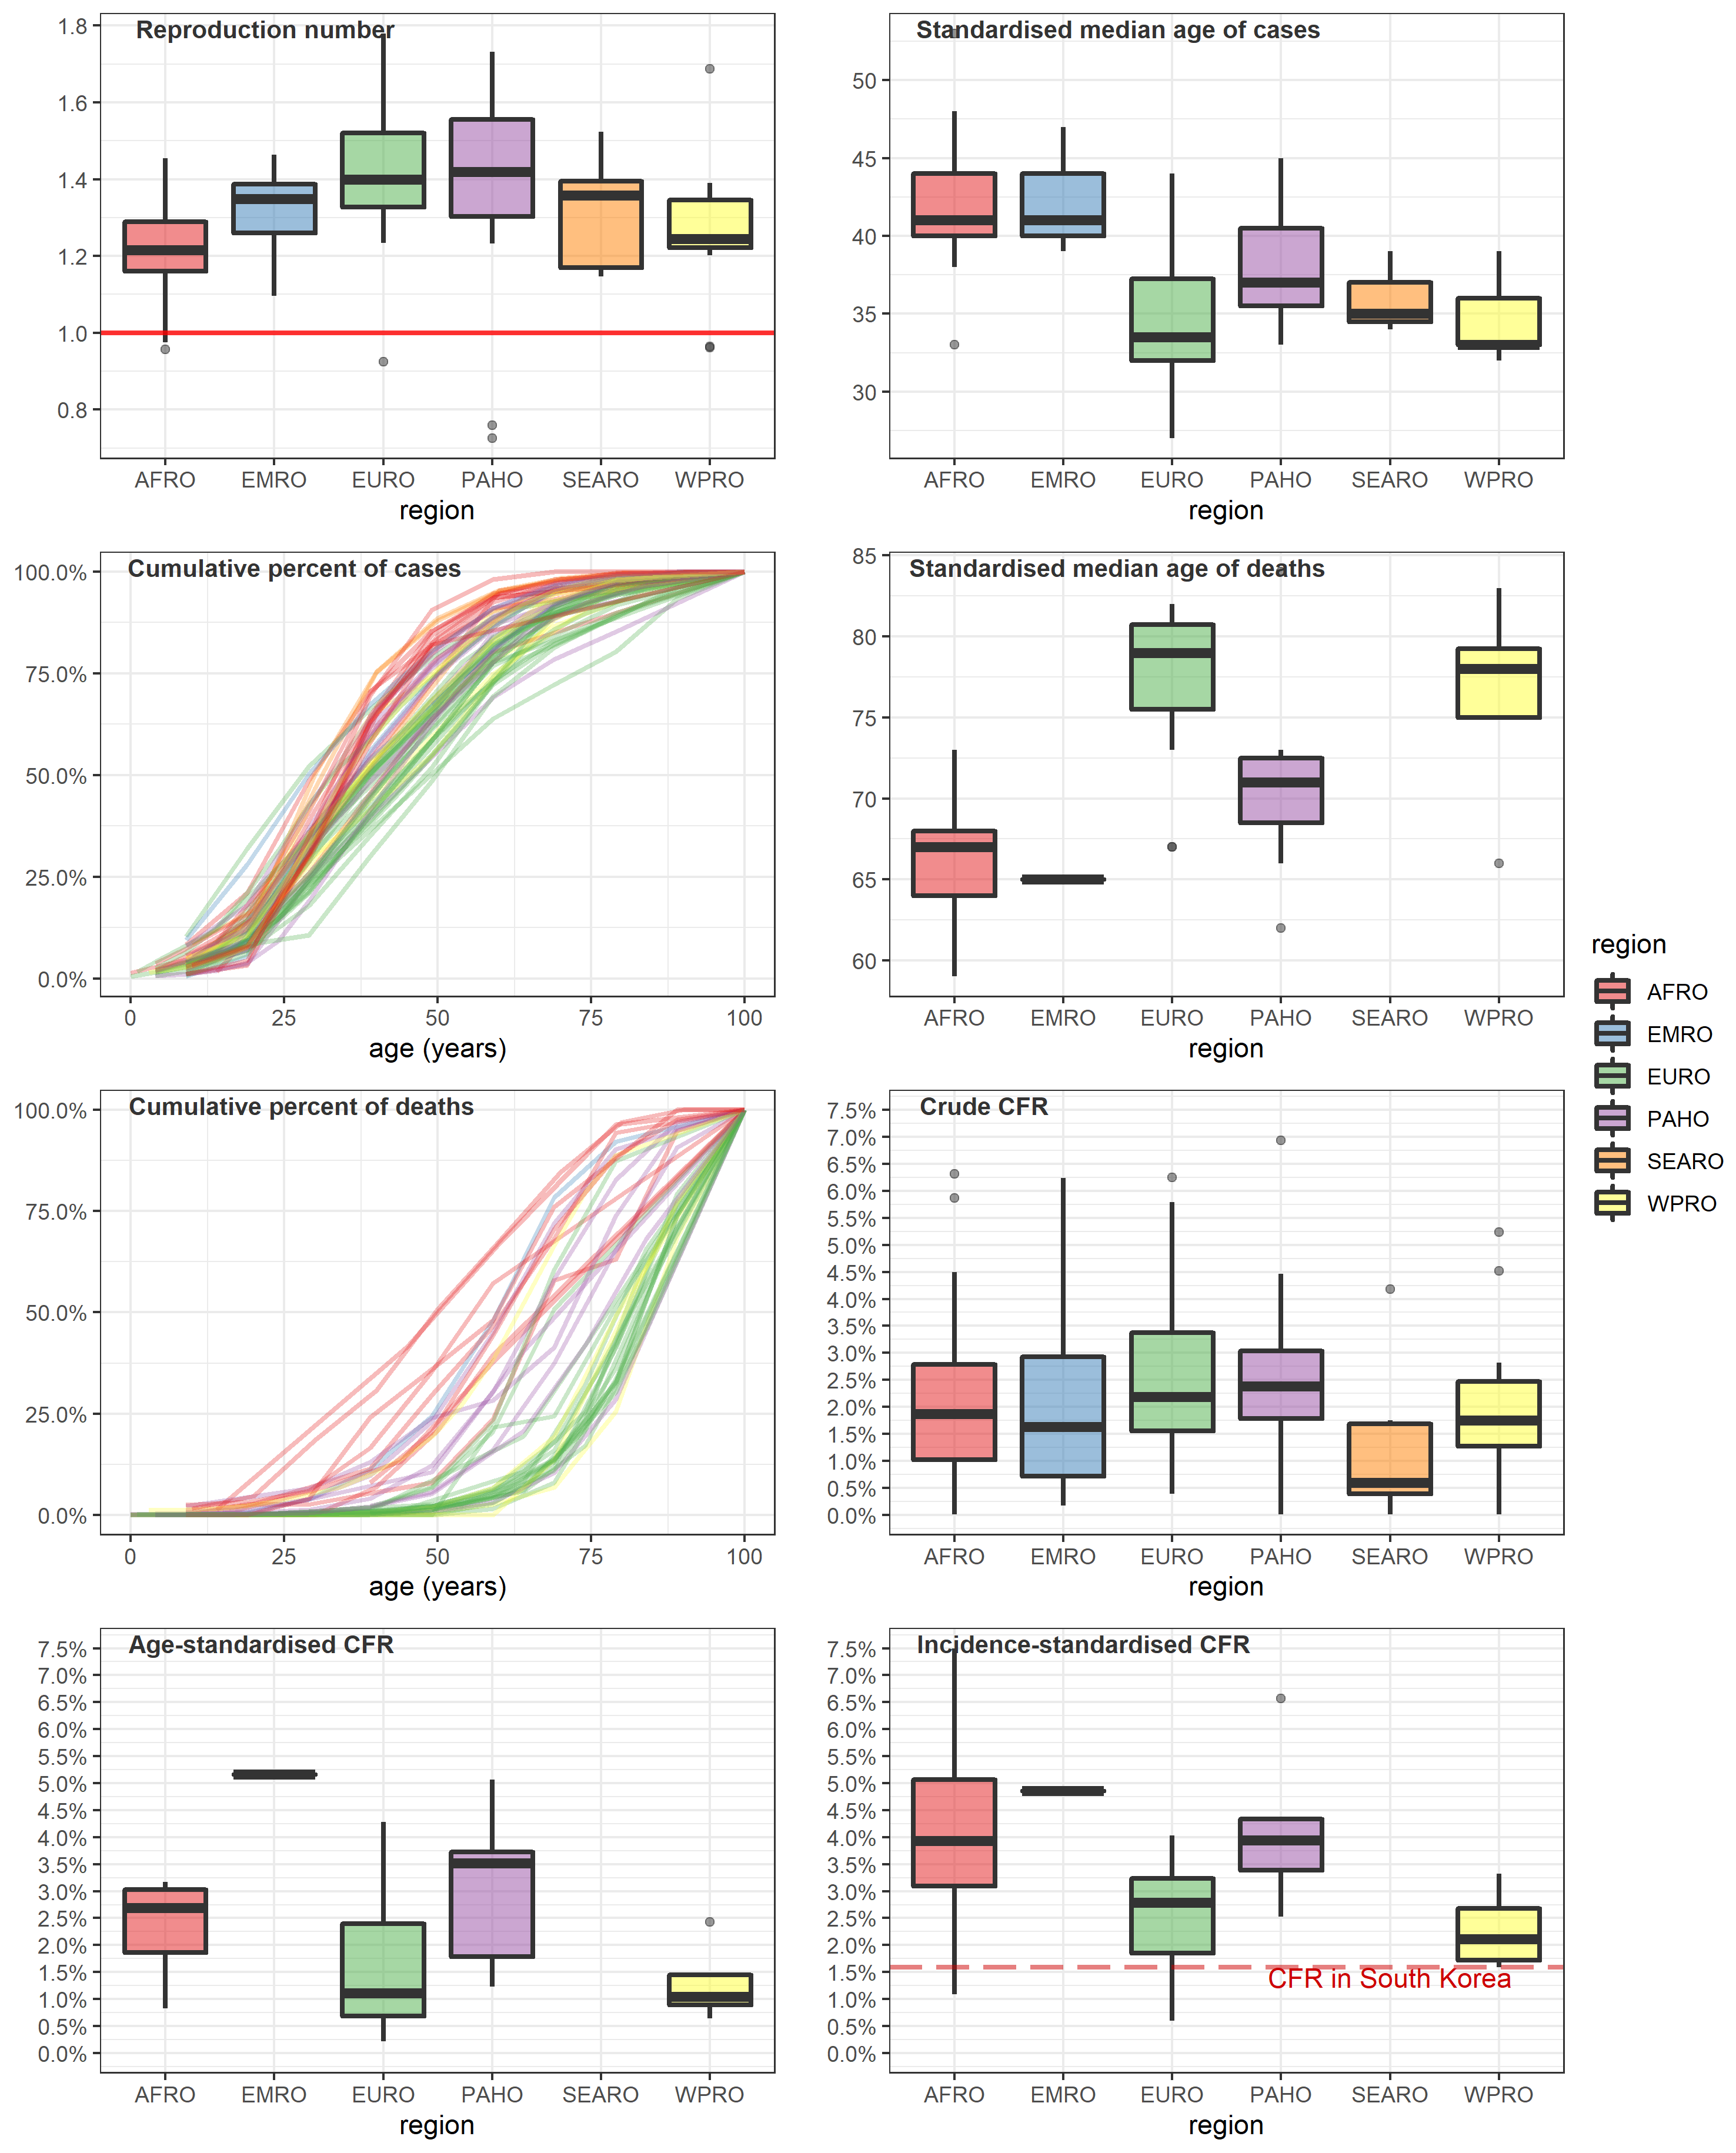 Reproduction number
1.8
1.6
1.4
1.2
1.0
0.8
AFRO EMRO EURO PAHO SEARO WPRO
region
Standardised median age of cases
50
45
40
35
30
AFRO EMRO EURO PAHO SEARO WPRO
region
Cumulative percent of cases
100.0%
75.0%
50.0%
25.0%
0.0%
0 25 50 75 100
age (years)
Standardised median age of deaths
85
80
75
70
65
60
AFRO EMRO EURO PAHO SEARO WPRO
region
Cumulative percent of deaths
100.0%
75.0%
50.0%
25.0%
0.0%
0 25 50 75 100
age (years)
Crude CFR
7.5%
7.0%
6.5%
6.0%
5.5%
5.0%
4.5%
4.0%
3.5%
3.0%
2.5%
2.0%
1.5%
1.0%
0.5%
0.0%
AFRO EMRO EURO PAHO SEARO WPRO
region
Age-standardised CFR
7.5%
7.0%
6.5%
6.0%
5.5%
5.0%
4.5%
4.0%
3.5%
3.0%
2.5%
2.0%
1.5%
1.0%
0.5%
0.0%
AFRO EMRO EURO PAHO SEARO WPRO
region
Incidence-standardised CFR
7.5%
7.0%
6.5%
6.0%
5.5%
5.0%
4.5%
4.0%
3.5%
3.0%
2.5%
2.0%
1.5%
1.0%
0.5%
0.0%
CFR in South Korea
AFRO EMRO EURO PAHO SEARO WPRO
region
region
AFRO
EMRO
EURO
PAHO
SEARO
WPRO